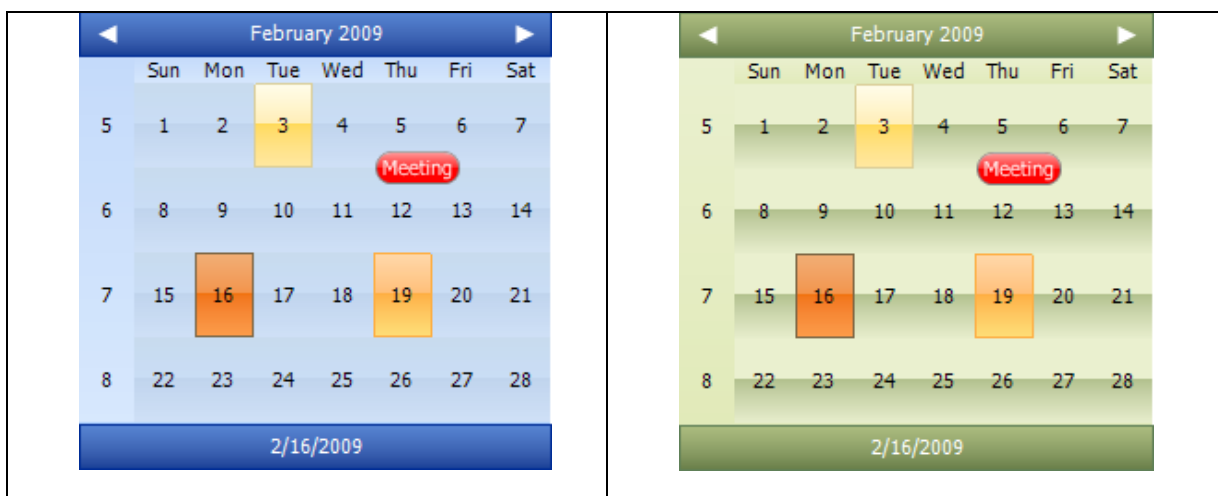 February 2009
Sun Mon Tue Wed Thu Fri Sat
5 1 2 3 4 5 6 7
Meeting
6 8 9 10 11 12 13 14
7 15 16 17 18 19 20 21
8 22 23 24 25 26 27 28
2/16/2009
February 2009
Sun Mon Tue Wed Thu Fri Sat
5 1 2 3 4 5 6 7
Meeting
6 8 9 10 11 12 13 14
7 15 16 17 18 19 20 21
8 22 23 24 25 26 27 28
2/16/2009